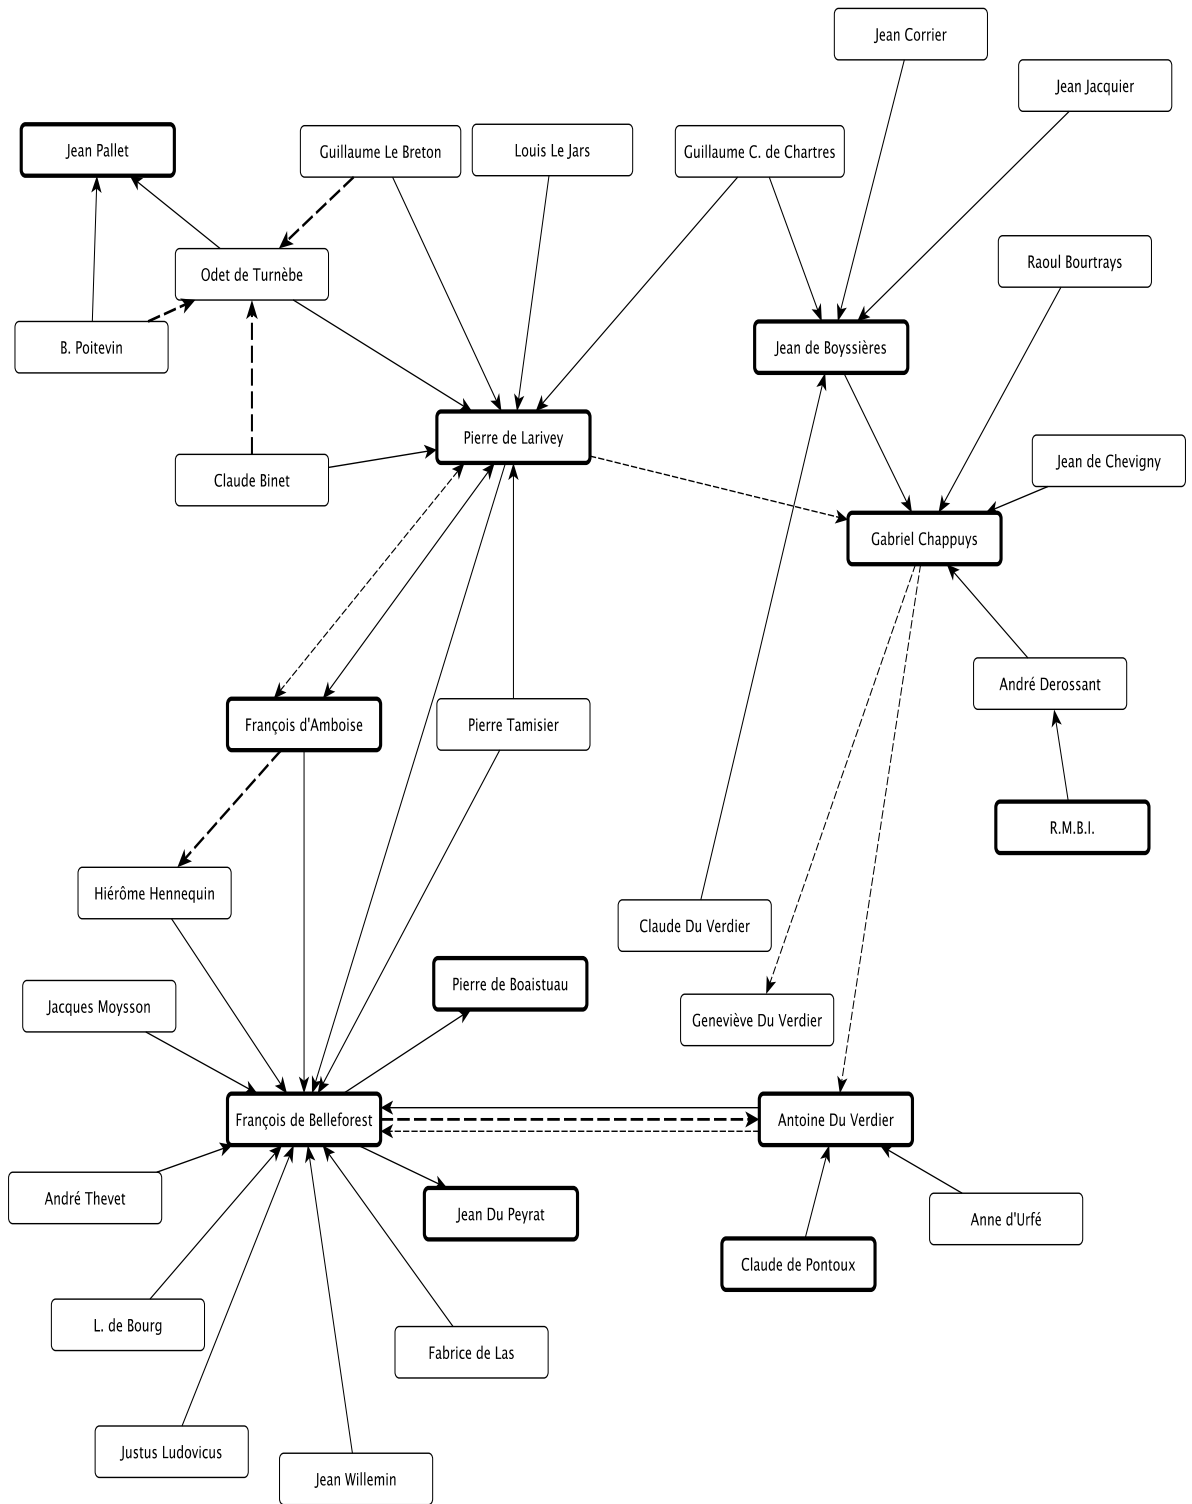 Jean Corrier
Jean Jacquier
Jean Pallet
Guillaume Le Breton
Louis Le Jars
Guillaume C. de Chartres
Odet de Turnèbe
Raoul Bourtrays
B. Poitevin
Jean de Boyssières
Pierre de Larivey
Jean de Chevigny
Claude Binet
Gabriel Chappuys
André Derossant
François d'Amboise
Pierre Tamisier
R.M.B.I.
Hiérôme Hennequin
Claude Du Verdier
Pierre de Boaistuau
Jacques Moysson
Geneviève Du Verdier
François de Belleforest
Antoine Du Verdier
André Thevet
Jean Du Peyrat
Anne d'Urfé
Claude de Pontoux
L. de Bourg
Fabrice de Las
Justus Ludovicus
Jean Willemin